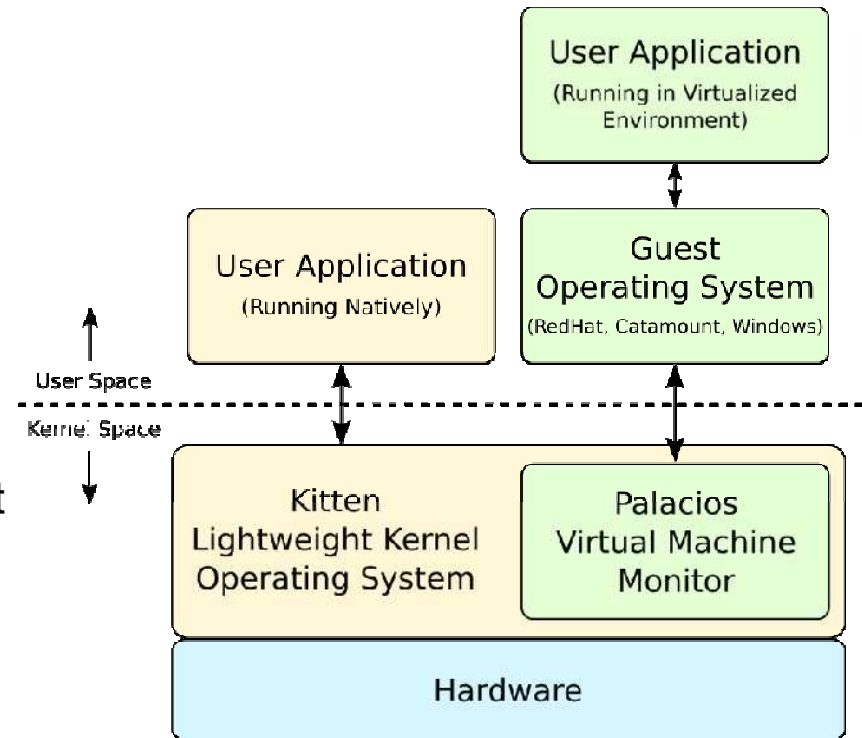 User Application
(Running in Virtualized
Environment)
User Application
(Running Natively)
Guest
Operating System
(RedHat, Catamount, Windows)
User Space
Kernel Space
t
Kitten
Lightweight Kernel
Operating System
Palacios
Virtual Machine
Monitor
Hardware